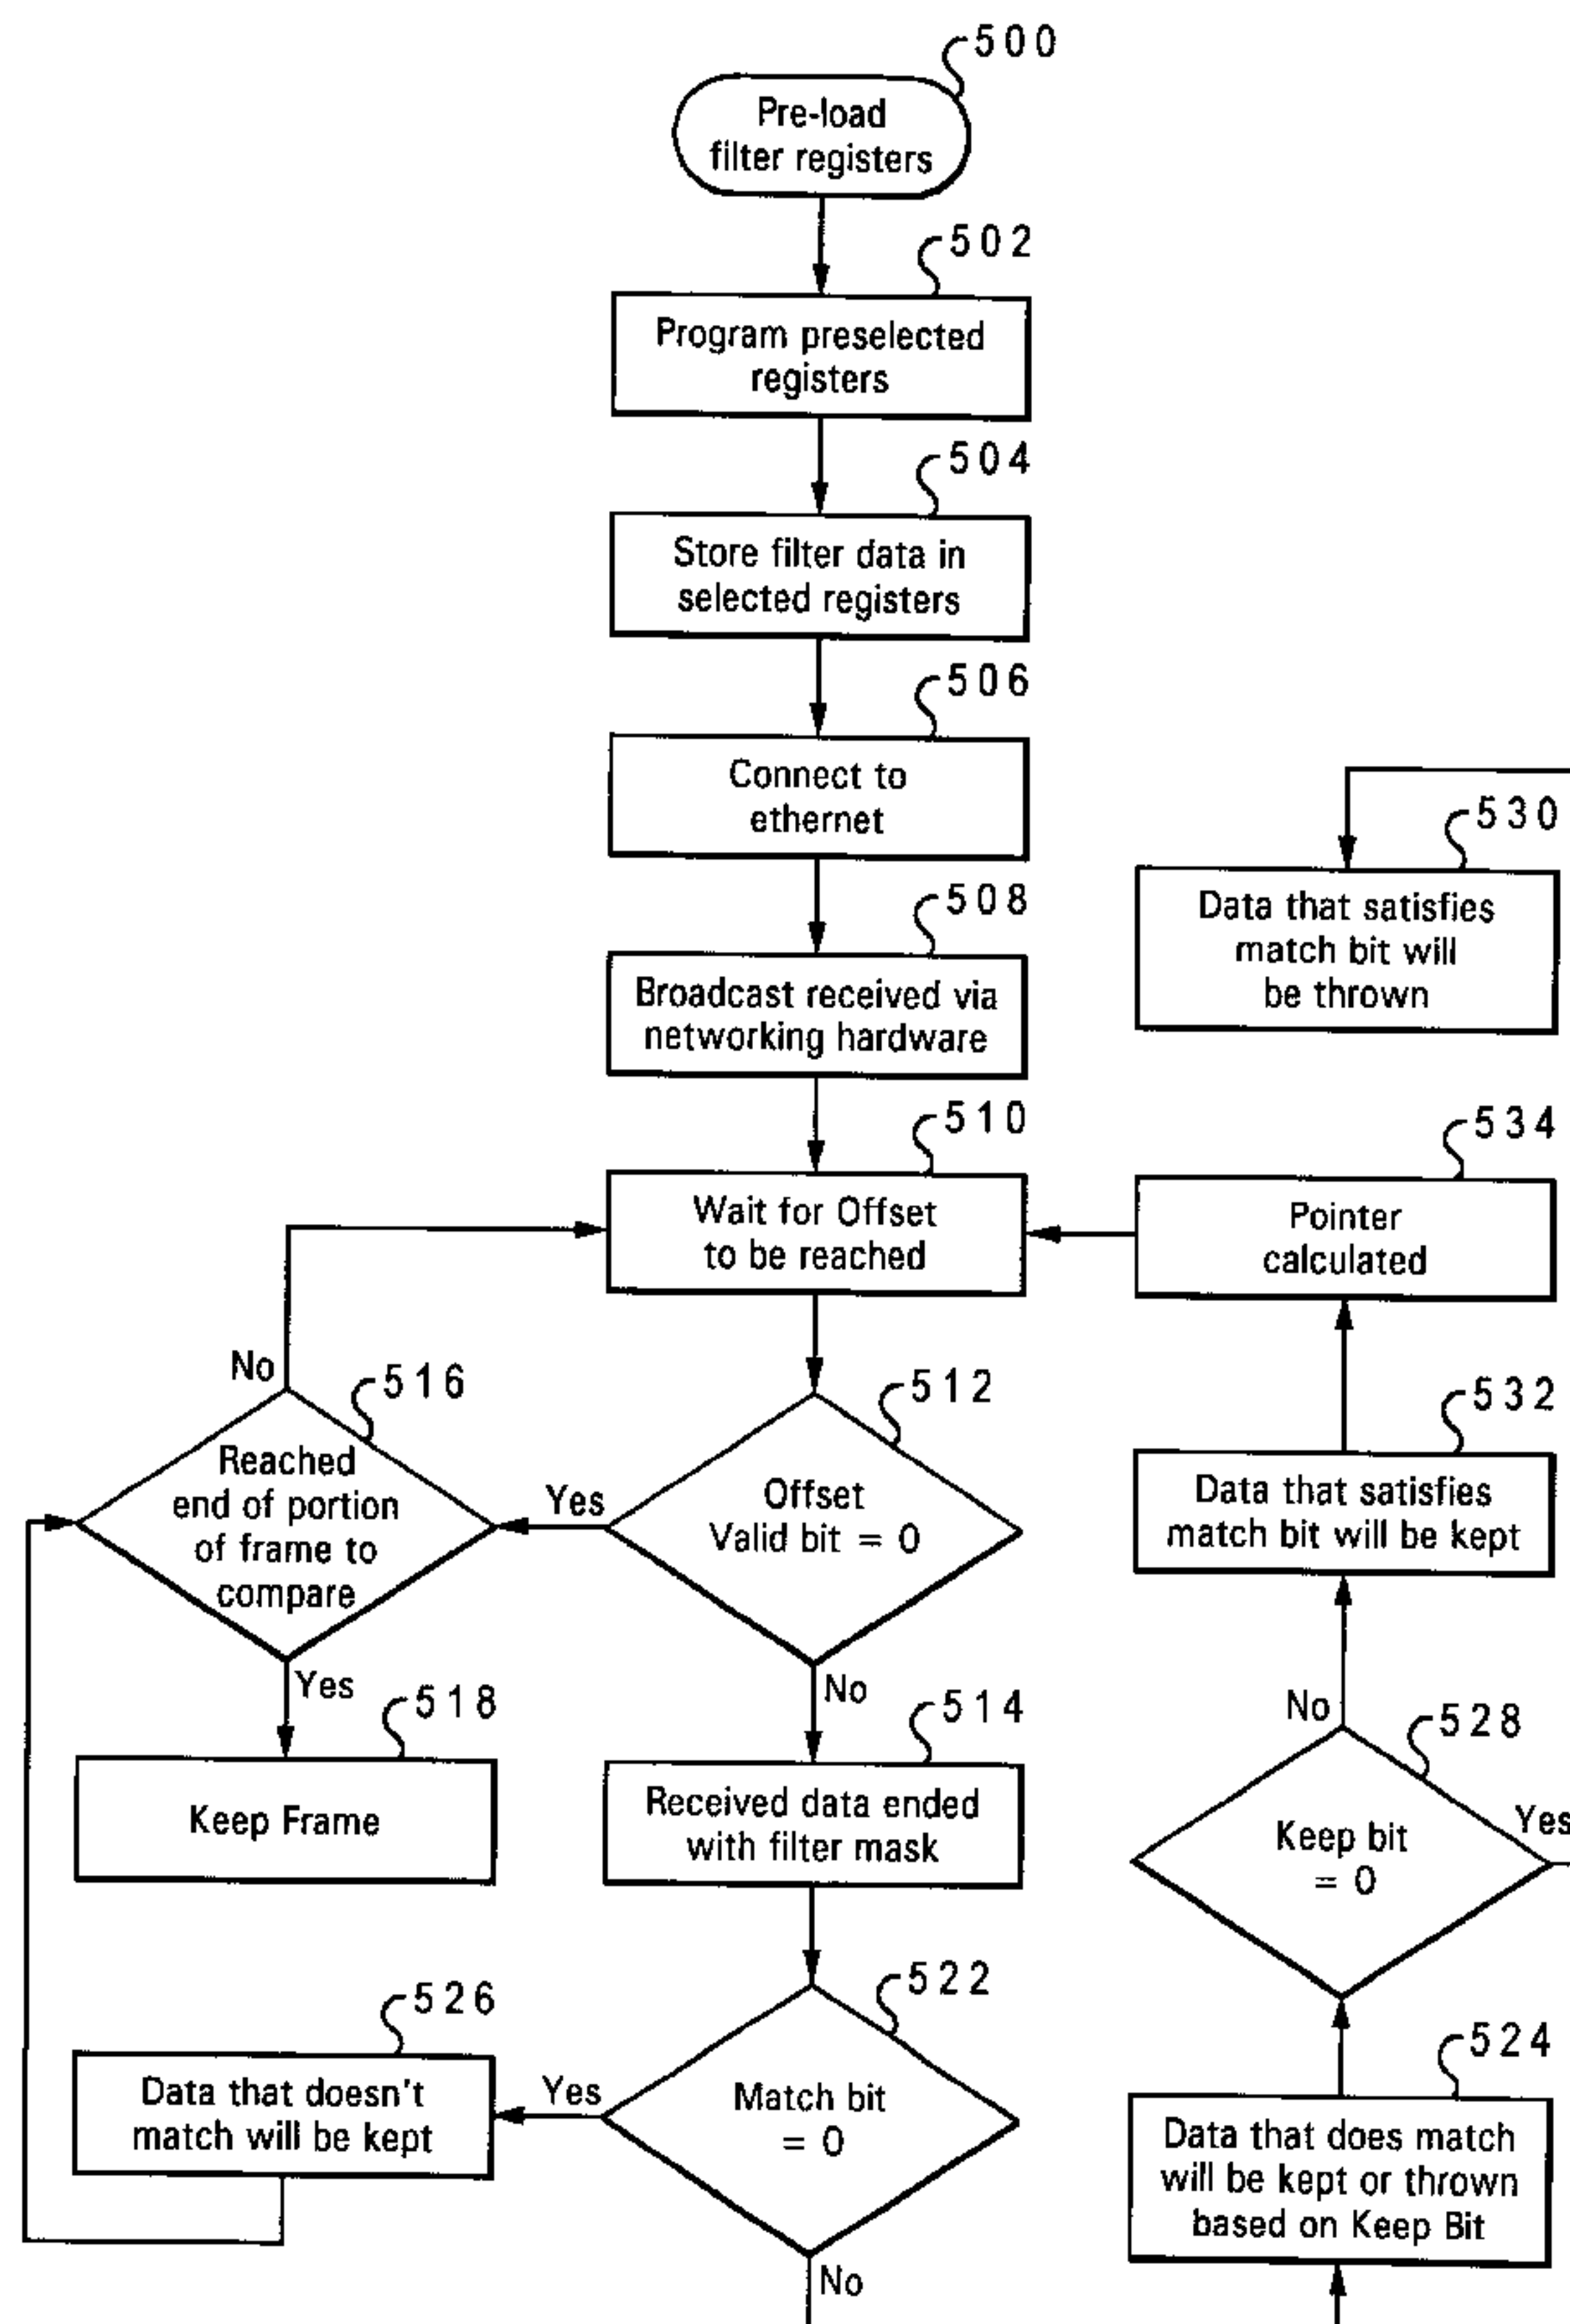 500
Pre-load
filter registers
502
Program preselected
registers
504
Store filter data in
selected registers
506
Connect to
ethernet
508
Broadcast received via
networking hardware
510
Wait for Offset
to be reached
512
Offset
Valid bit = 0
Yes
No
516
Reached
end of portion
of frame to
compare
No
Yes
518
Keep Frame
514
Received data ended
with filter mask
522
Match bit
= 0
Yes
No
526
Data that doesn't
match will be kept
524
Data that does match
will be kept or thrown
based on Keep Bit
528
Keep bit
= 0
No
Yes
532
Data that satisfies
match bit will be kept
534
Pointer
calculated
530
Data that satisfies
match bit will
be thrown